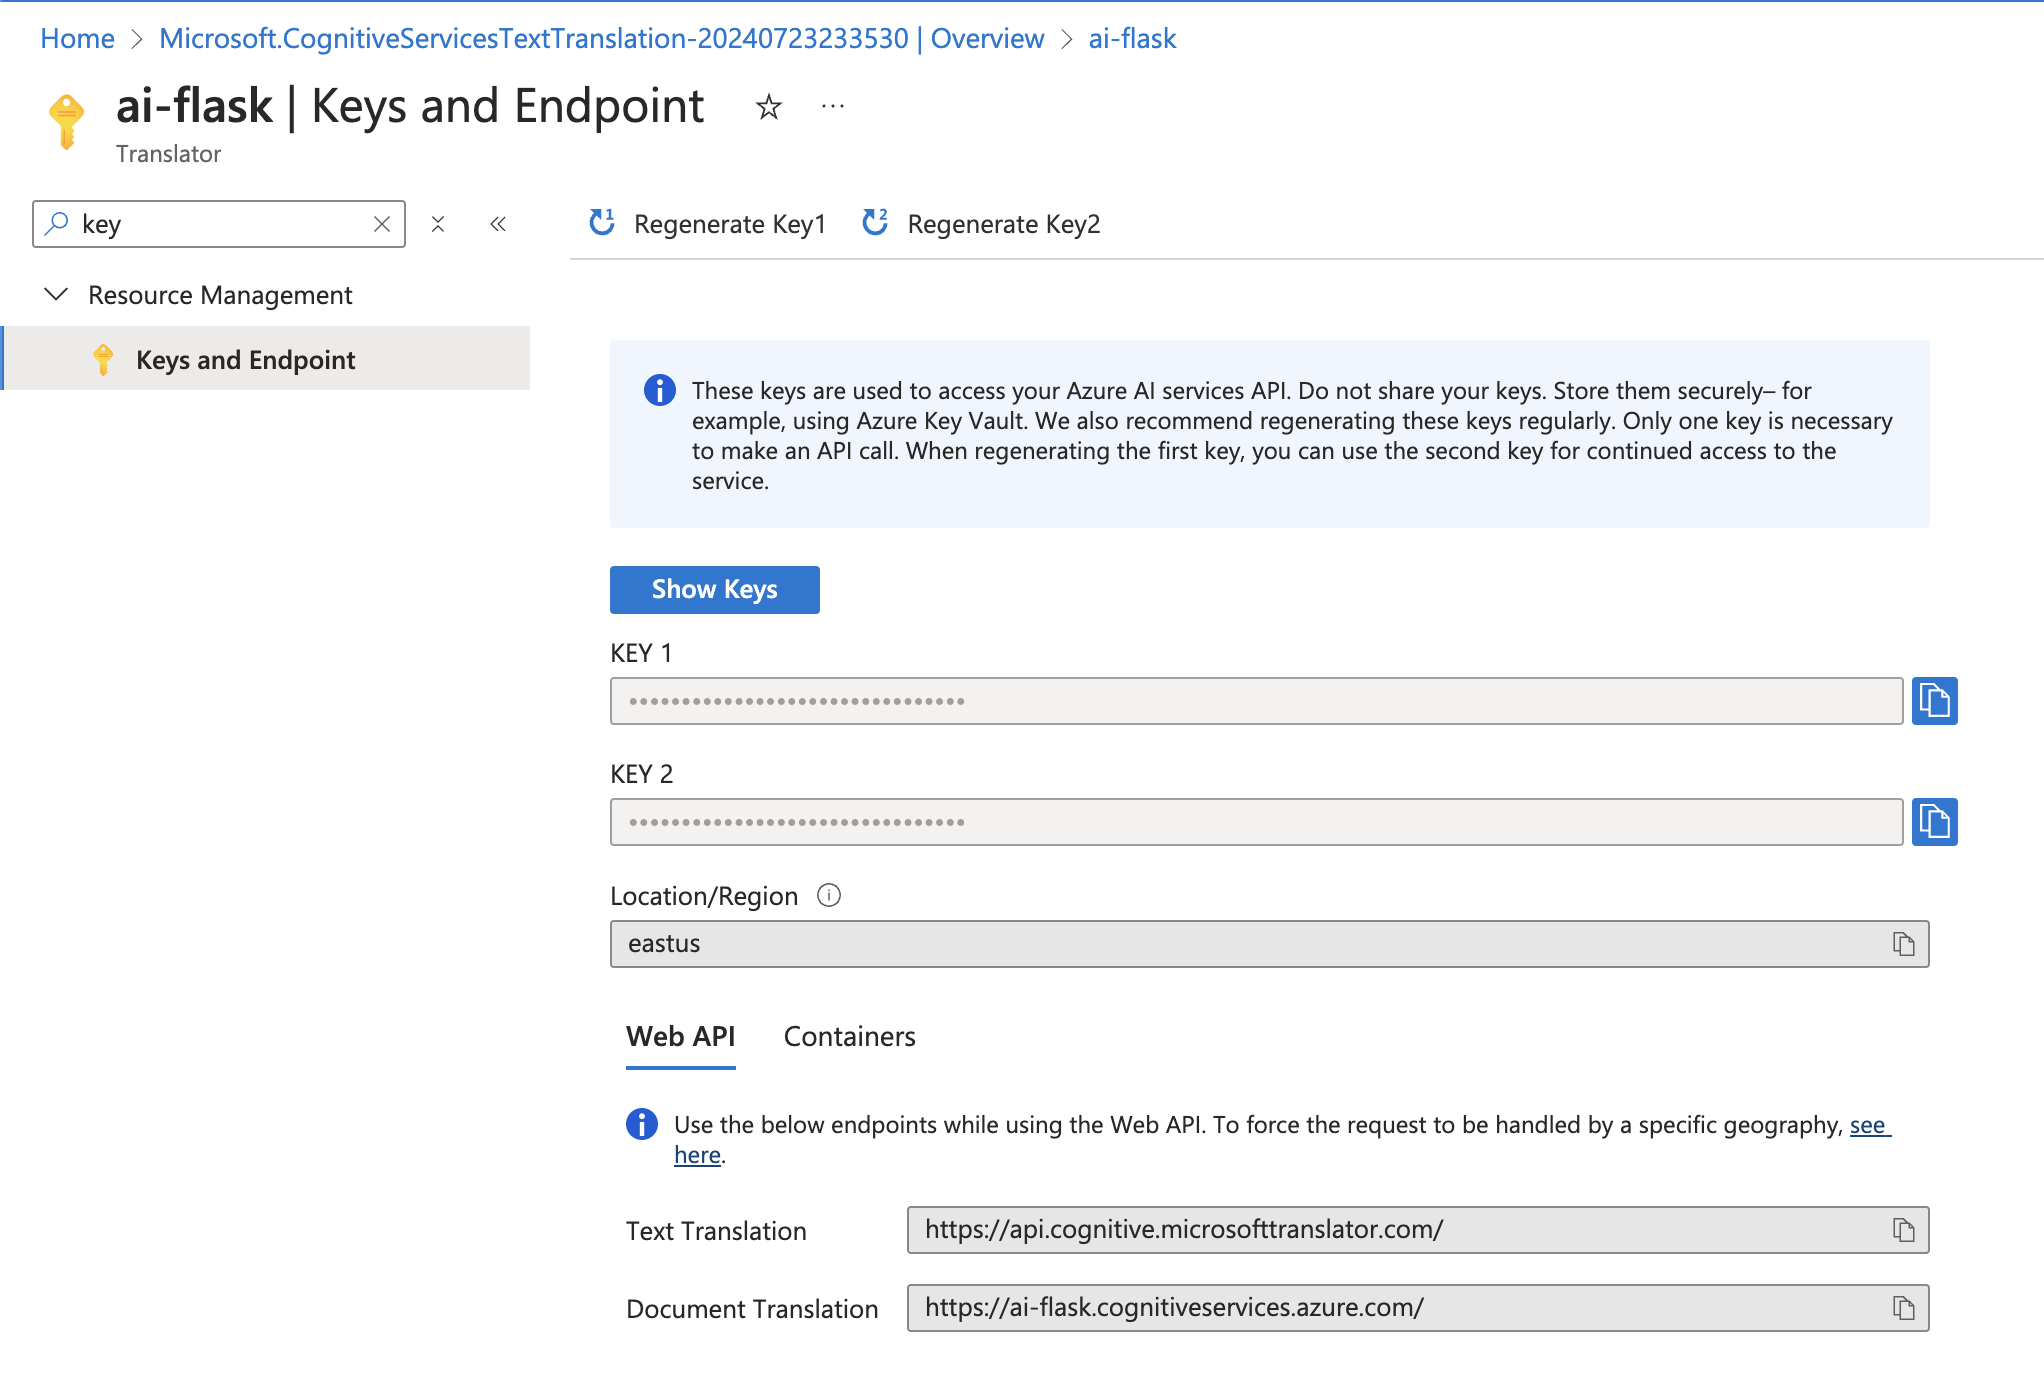 Home > Microsoft.CognitiveServicesTextTranslation-20240723233530 | Overview > ai-flask
ai-flask | Keys and Endpoint
Translator
key
Regenerate Key1
Regenerate Key2
Resource Management
Keys and Endpoint
These keys are used to access your Azure AI services API. Do not share your keys. Store them securely– for
example, using Azure Key Vault. We also recommend regenerating these keys regularly. Only one key is necessary
to make an API call. When regenerating the first key, you can use the second key for continued access to the
service.
Show Keys
KEY 1
••••••••••••••••••••••••••••••••
KEY 2
••••••••••••••••••••••••••••••••
Location/Region
eastus
Web API
Containers
Use the below endpoints while using the Web API. To force the request to be handled by a specific geography, see
here.
Text Translation
https://api.cognitive.microsofttranslator.com/
Document Translation
https://ai-flask.cognitiveservices.azure.com/